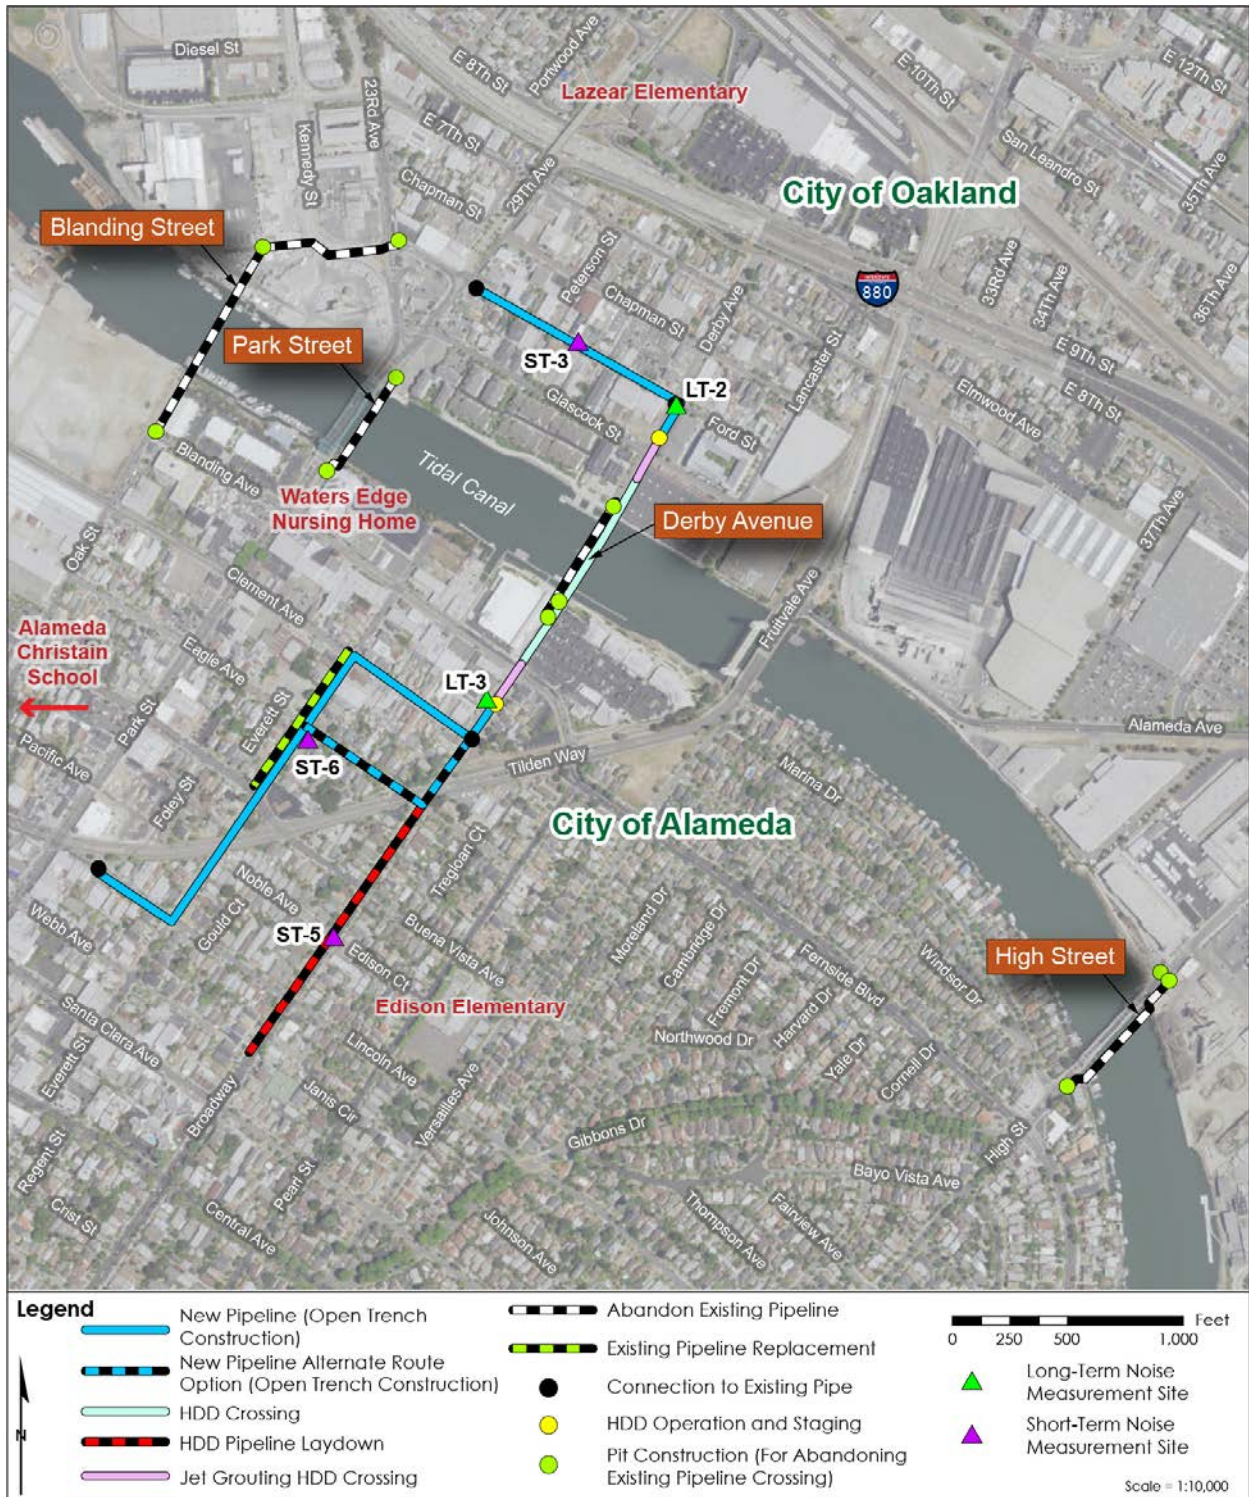 Diesel St
Kennedy St
23Rd Ave
E 8Th St
Portwood Ave
E 7Th St
Lazear Elementary
E 10Th St
E 12Th St
San Leandro St
35Th Ave
36Th Ave
City of Oakland
INTERSTATE
880
Chapman St
29Th Ave
Blanding Street
Park Street
Peterson St
Chapman St
Derby Ave
Lancaster St
33Rd Ave
34Th Ave
E 9Th St
E 8Th St
Elmwood Ave
37Th Ave
ST-3
LT-2
Glascock St
Ford St
Blanding Ave
Waters Edge
Nursing Home
Tidal Canal
Derby Avenue
Oak St
Clement Ave
Fruitvale Ave
Alameda
Christain
School
Eagle Ave
Everett St
Park St
LT-3
Alameda Ave
Pacific Ave
Foley St
ST-6
Tilden Way
Marina Dr
City of Alameda
Tregloan Ct
Webb Ave
Gould Ct
Noble Ave
Buena Vista Ave
Moreland Dr
Cambridge Dr
Fernside Blvd
Windsor Dr
ST-5
Edison Ct
Edison Elementary
Fremont Dr
Harvard Dr
Northwood Dr
Yale Dr
Cornell Dr
High Street
Santa Clara Ave
Everett St
Lincoln Ave
Janis Cir
Versailles Ave
Broadway
Gibbons Dr
High St
Regent St
Pearl St
Bayo Vista Ave
Crist St
Central Ave
Johnson Ave
Thompson Ave
Fairview Ave
Legend
New Pipeline (Open Trench
Construction)
New Pipeline Alternate Route
Option (Open Trench Construction)
HDD Crossing
HDD Pipeline Laydown
Jet Grouting HDD Crossing
N
Abandon Existing Pipeline
Existing Pipeline Replacement
Connection to Existing Pipe
HDD Operation and Staging
Pit Construction (For Abandoning
Existing Pipeline Crossing)
Feet
0 250 500 1,000
Long-Term Noise
Measurement Site
Short-Term Noise
Measurement Site
Scale = 1:10,000